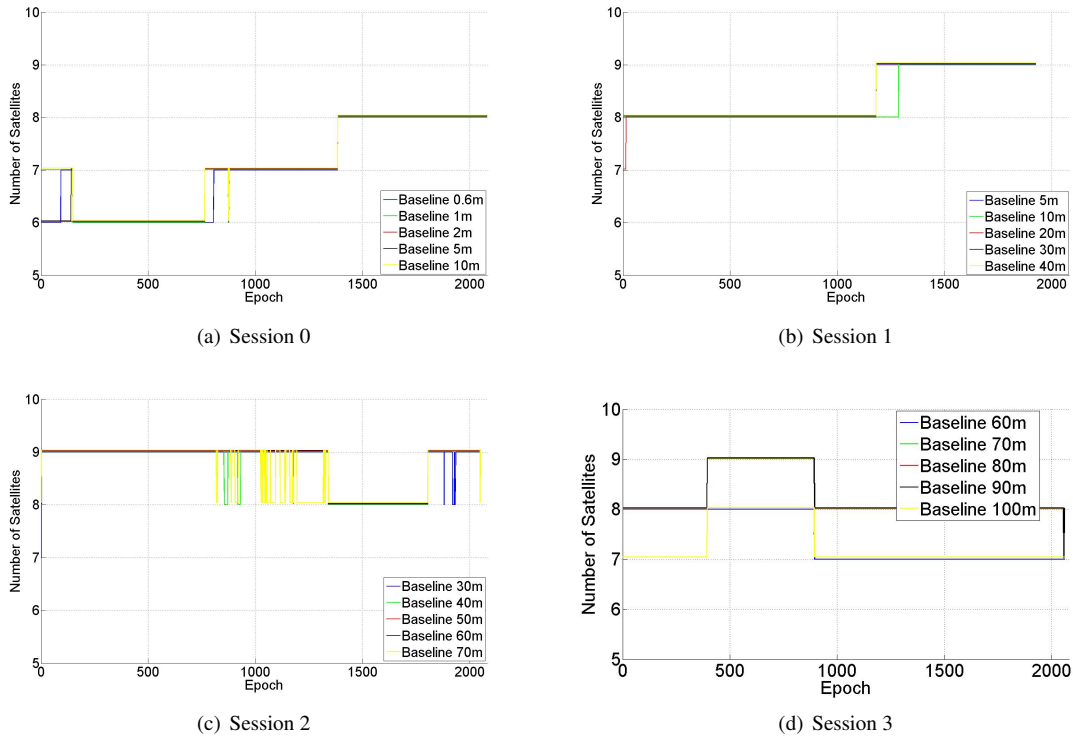 10
9
8
7
6
5
Number of Satellites
0 500 1000 1500 2000
Epoch
Baseline 0.6m
Baseline 1m
Baseline 2m
Baseline 5m
Baseline 10m
(a) Session 0
10
9
8
7
6
5
Number of Satellites
0 500 1000 1500 2000
Epoch
Baseline 5m
Baseline 10m
Baseline 20m
Baseline 30m
Baseline 40m
(b) Session 1
10
9
8
7
6
5
Number of Satellites
0 500 1000 1500 2000
Epoch
Baseline 30m
Baseline 40m
Baseline 50m
Baseline 60m
Baseline 70m
(c) Session 2
10
9
8
7
6
5
Number of Satellites
0 500 1000 1500 2000
Epoch
Baseline 60m
Baseline 70m
Baseline 80m
Baseline 90m
Baseline 100m
(d) Session 3